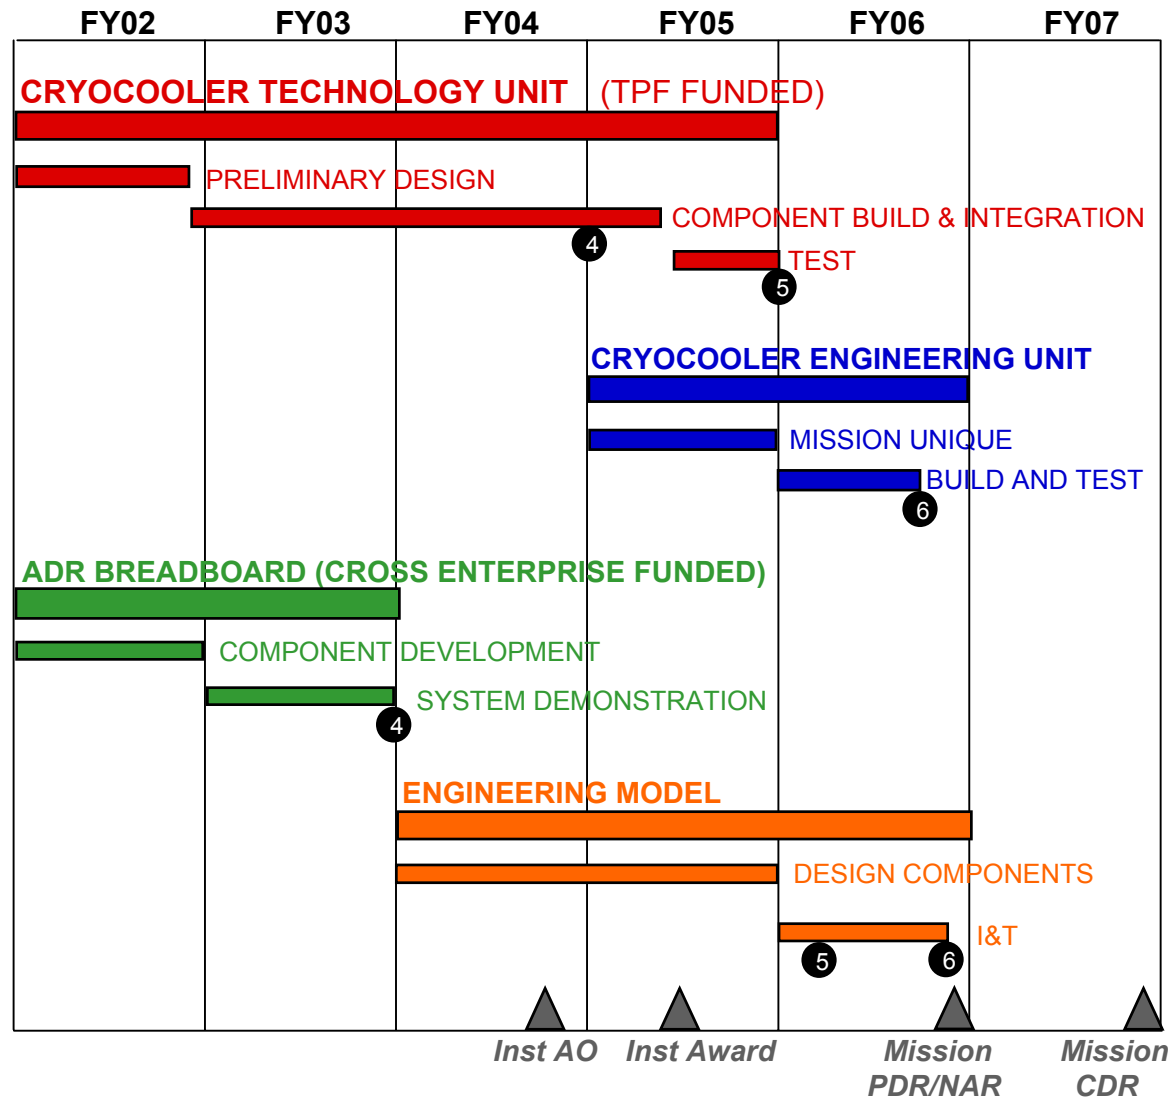 FY02 FY03 FY04 FY05 FY06 FY07
CRYOCOOLER TECHNOLOGY UNIT (TPF FUNDED)
PRELIMINARY DESIGN
COMPONENT BUILD & INTEGRATION
4
TEST
5
CRYOCOOLER ENGINEERING UNIT
MISSION UNIQUE
BUILD AND TEST
6
ADR BREADBOARD (CROSS ENTERPRISE FUNDED)
COMPONENT DEVELOPMENT
SYSTEM DEMONSTRATION
4
ENGINEERING MODEL
DESIGN COMPONENTS
I&T
5 6
Inst AO Inst Award Mission Mission
PDR/NAR CDR